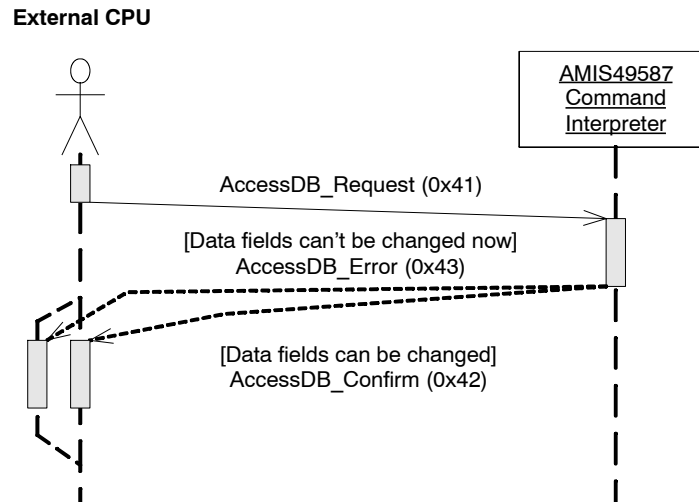 External CPU
AMIS49587
Command
Interpreter
AccessDB_Request (0x41)
[Data fields can't be changed now]
AccessDB_Error (0x43)
[Data fields can be changed]
AccessDB_Confirm (0x42)